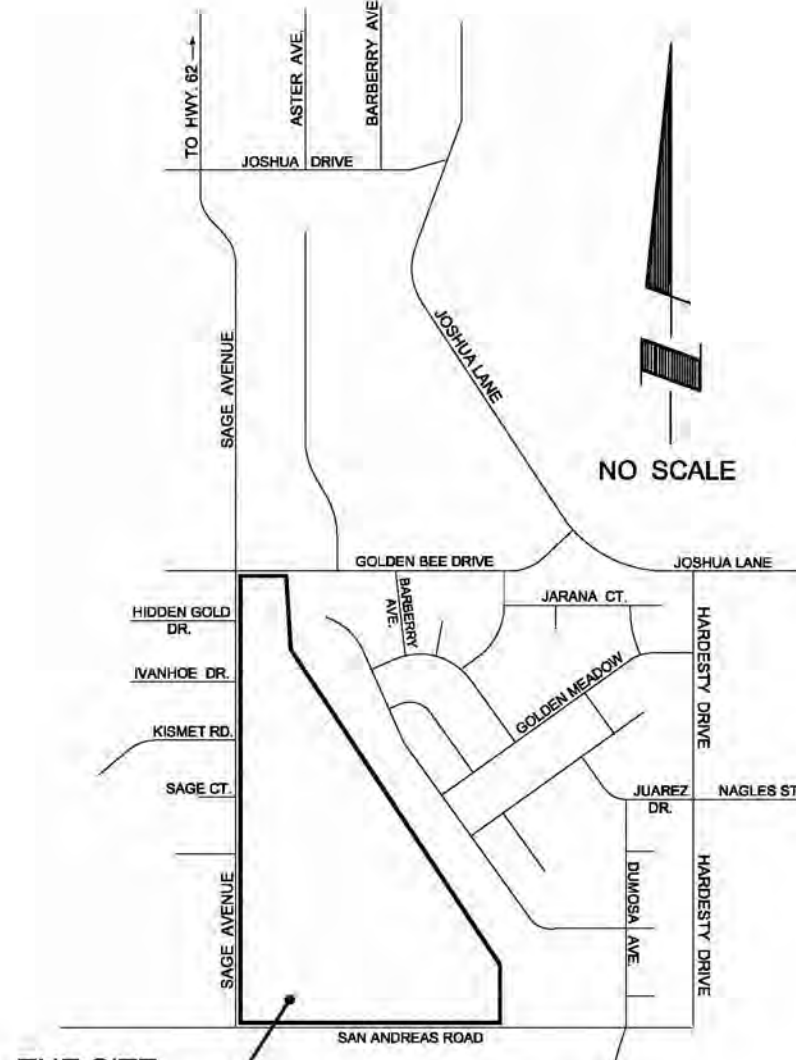 TO HWY. 62 →
ASTER AVE.
BARBERRY AVE
JOSHUA DRIVE
SAGE AVENUE
JOSHUA LANE
NO SCALE
GOLDEN BEE DRIVE
JOSHUA LANE
HIDDEN GOLD
DR.
BARBERRY
AVE.
JARANA CT.
HARDESTY DRIVE
IVANHOE DR.
GOLDEN MEADOW
KISMET RD.
SAGE CT.
JUAREZ
DR.
NAGLES ST
SAGE AVENUE
DUMOSA AVE.
HARDESTY DRIVE
SAN ANDREAS ROAD
THE SITE